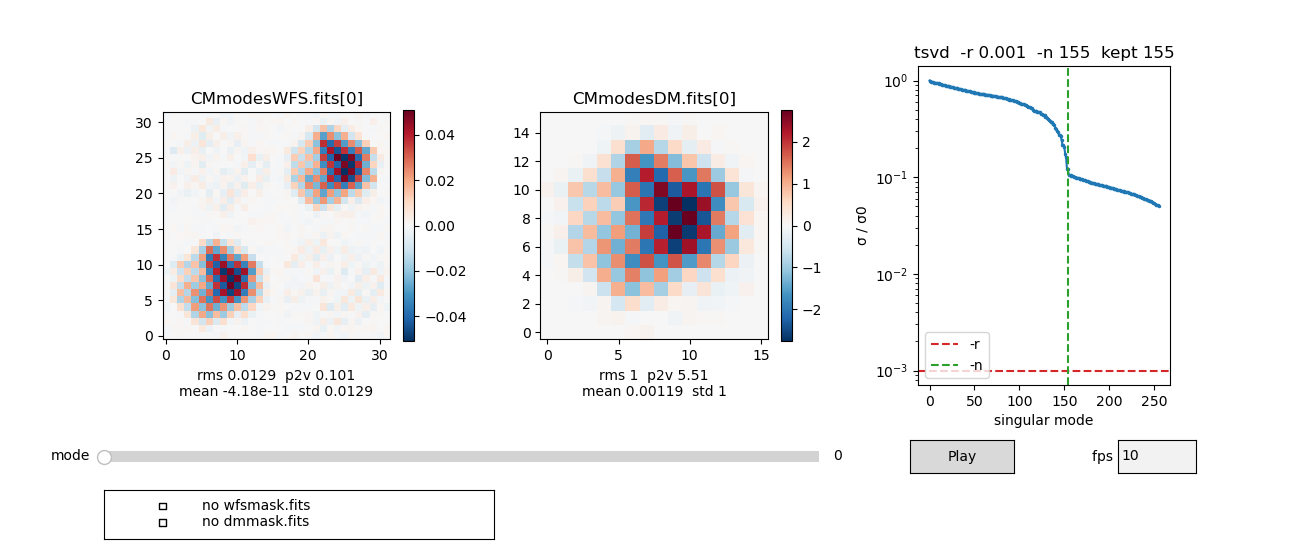 CMmodesWFS.fits[0]
30
25
20
15
10
5
0
0 10 20 30
0.04
0.02
0.00
−0.02
−0.04
rms 0.0129 p2v 0.101
mean -4.18e-11 std 0.0129
CMmodesDM.fits[0]
14
12
10
8
6
4
2
0
0 5 10 15
2
1
0
−1
−2
rms 1 p2v 5.51
mean 0.00119 std 1
tsvd -r 0.001 -n 155 kept 155
σ / σ0
10⁰
10⁻¹
10⁻²
10⁻³
-r
-n
0 50 100 150 200 250
singular mode
mode 0
Play
fps 10
no wfsmask.fits
no dmmask.fits